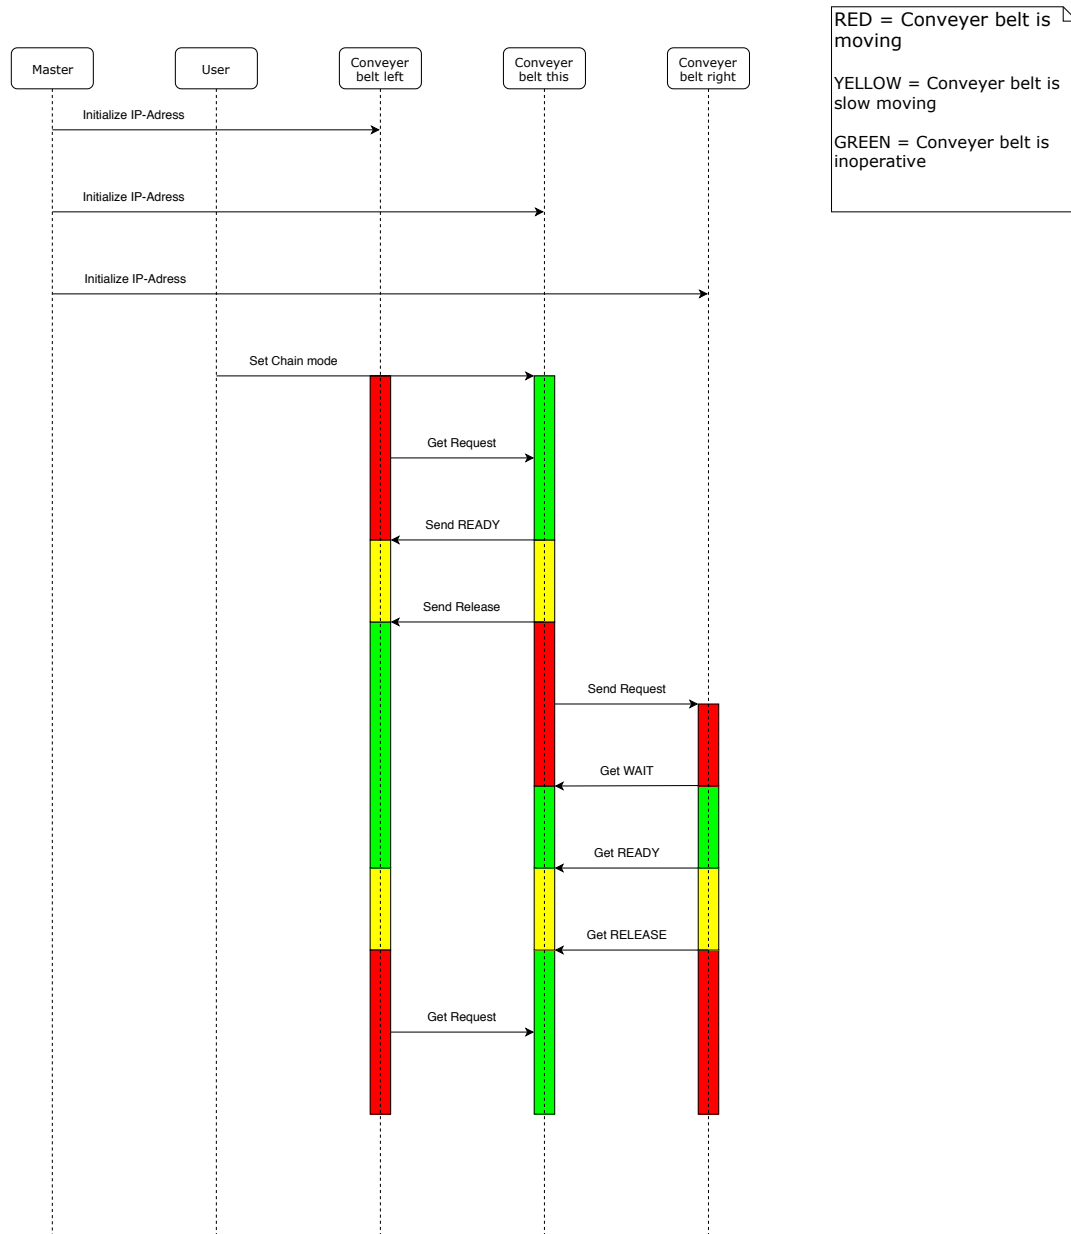 RED = Conveyer belt is
moving
YELLOW = Conveyer belt is
slow moving
GREEN = Conveyer belt is
inoperative
Master
User
Conveyer
belt left
Conveyer
belt this
Conveyer
belt right
Initialize IP-Adress
Initialize IP-Adress
Initialize IP-Adress
Set Chain mode
Get Request
Send READY
Send Release
Send Request
Get WAIT
Get READY
Get RELEASE
Get Request